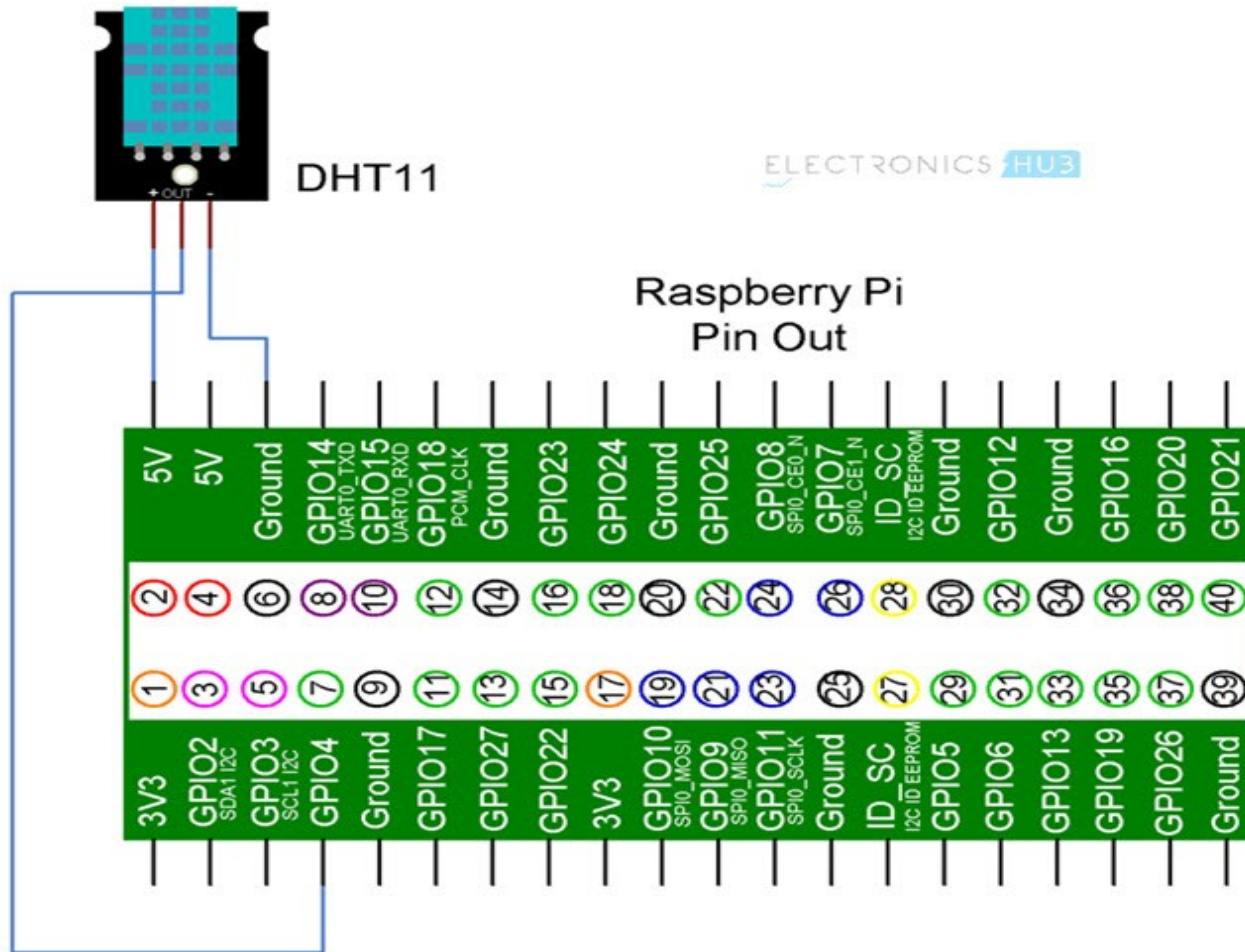 DHT11
+ OUT -
ELECTRONICS HUB
Raspberry Pi
Pin Out
5V
5V
Ground
GPIO14
UART0_TXD
GPIO15
UART0_RXD
GPIO18
PCM_CLK
Ground
GPIO23
GPIO24
Ground
GPIO25
GPIO8
SPI0_CE0_N
GPIO7
SPI0_CE1_N
ID_SC
I2C ID EEPROM
Ground
GPIO12
Ground
GPIO16
GPIO20
GPIO21
2 4 6 8 10 12 14 16 18 20 22 24 26 28 30 32 34 36 38 40
1 3 5 7 9 11 13 15 17 19 21 23 25 27 29 31 33 35 37 39
3V3
GPIO2
SDA1 I2C
GPIO3
SCL1 I2C
GPIO4
Ground
GPIO17
GPIO27
GPIO22
3V3
GPIO10
SPI0_MOSI
GPIO9
SPI0_MISO
GPIO11
SPI0_SCLK
Ground
ID_SC
I2C ID EEPROM
GPIO5
GPIO6
GPIO13
GPIO19
GPIO26
Ground